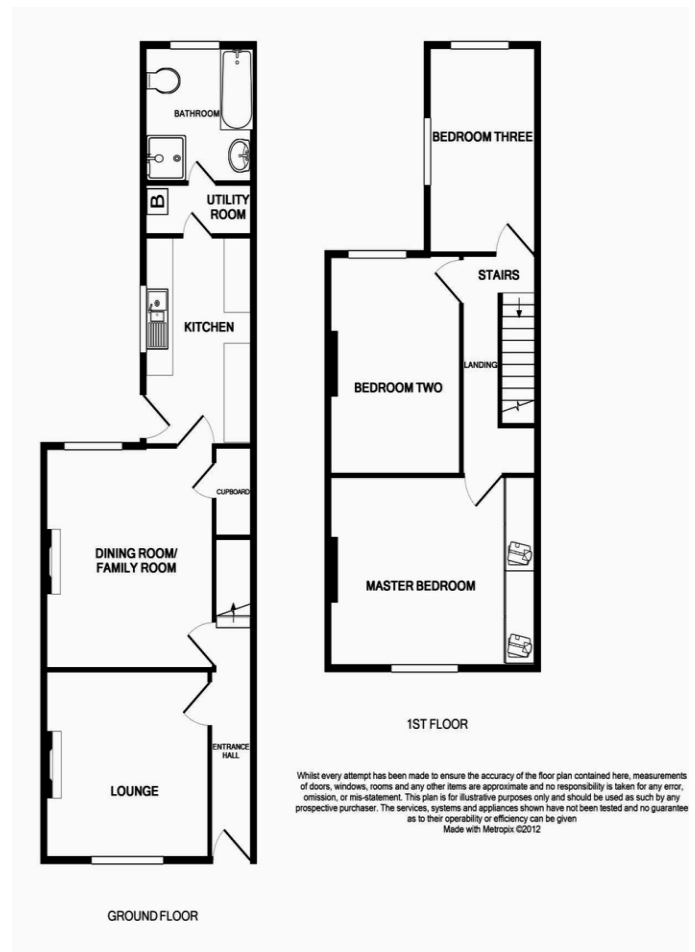 BATHROOM
B
UTILITY
ROOM
KITCHEN
CUPBOARD
DINING ROOM/
FAMILY ROOM
ENTRANCE
HALL
LOUNGE
GROUND FLOOR
BEDROOM THREE
STAIRS
LANDING
BEDROOM TWO
MASTER BEDROOM
1ST FLOOR
Whilst every attempt has been made to ensure the accuracy of the floor plan contained here, measurements
of doors, windows, rooms and any other items are approximate and no responsibility is taken for any error,
omission, or mis-statement. This plan is for illustrative purposes only and should be used as such by any
prospective purchaser. The services, systems and appliances shown have not been tested and no guarantee
as to their operability or efficiency can be given
Made with Metropix ©2012